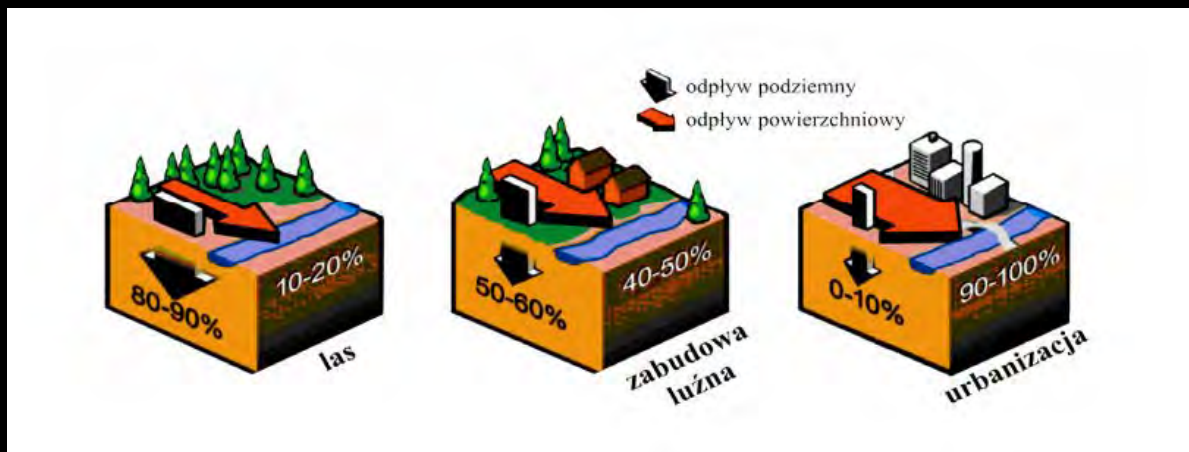 odpływ podziemny
odpływ powierzchniowy
80-90%
10-20%
las
50-60%
40-50%
zabudowa
luźna
0-10%
90-100%
urbanizacja